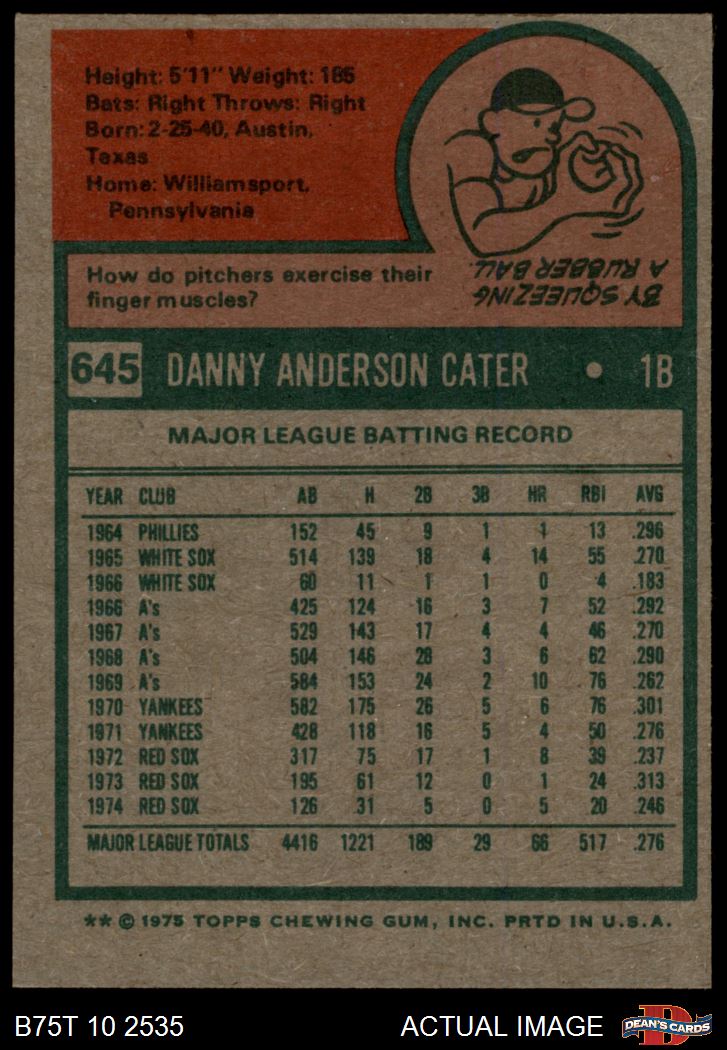 Height: 5'11" Weight: 185
Bats: Right Throws: Right
Born: 2-25-40, Austin,
Texas
Home: Williamsport,
Pennsylvania
How do pitchers exercise their
finger muscles?
BY SQUEEZING
A RUBBER BALL.
645 DANNY ANDERSON CATER • 1B
MAJOR LEAGUE BATTING RECORD
YEAR CLUB AB H 2B 3B HR RBI AVG
1964 PHILLIES 152 45 9 1 1 13 .296
1965 WHITE SOX 514 139 18 4 14 55 .270
1966 WHITE SOX 60 11 1 1 0 4 .183
1966 A's 425 124 16 3 7 52 .292
1967 A's 529 143 17 4 4 46 .270
1968 A's 504 146 28 3 6 62 .290
1969 A's 584 153 24 2 10 76 .262
1970 YANKEES 582 175 26 5 6 76 .301
1971 YANKEES 428 118 16 5 4 50 .276
1972 RED SOX 317 75 17 1 8 39 .237
1973 RED SOX 195 61 12 0 1 24 .313
1974 RED SOX 126 31 5 0 5 20 .246
MAJOR LEAGUE TOTALS 4416 1221 189 29 66 517 .276
** © 1975 TOPPS CHEWING GUM, INC. PRTD IN U.S.A.
B75T 10 2535 ACTUAL IMAGE D DEAN'S CARDS